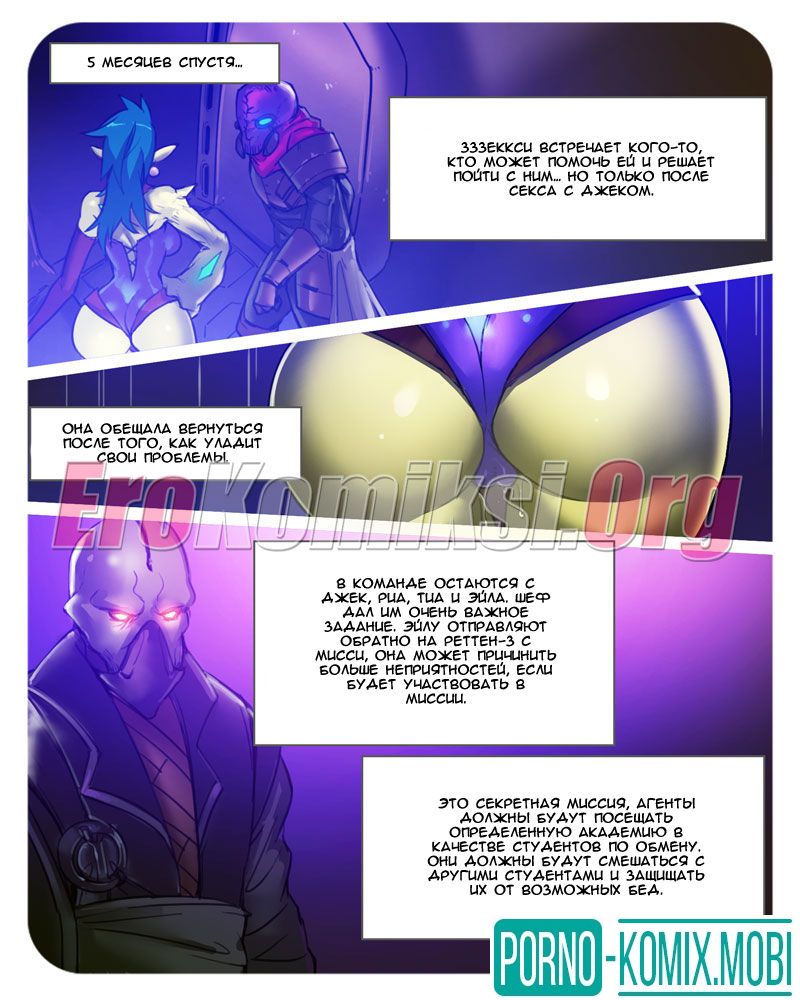 5 МЕСЯЦЕВ СПУСТЯ...
ЗЗЗЕККСИ ВСТРЕЧАЕТ КОГО-ТО,
КТО МОЖЕТ ПОМОЧЬ ЕЙ И РЕШАЕТ
ПОЙТИ С НИМ... НО ТОЛЬКО ПОСЛЕ
СЕКСА С ДЖЕКОМ.
ОНА ОБЕЩАЛА ВЕРНУТЬСЯ
ПОСЛЕ ТОГО, КАК УЛАДИТ
СВОИ ПРОБЛЕМЫ.
EroKomiksi.Org
В КОМАНДЕ ОСТАЮТСЯ С
ДЖЕК, РИА, ТИА И ЭЙЛА. ШЕФ
ДАЛ ИМ ОЧЕНЬ ВАЖНОЕ
ЗАДАНИЕ. ЭЙЛУ ОТПРАВЛЯЮТ
ОБРАТНО НА РЕТТЕН-3 С
МИССИ, ОНА МОЖЕТ ПРИЧИНИТЬ
БОЛЬШЕ НЕПРИЯТНОСТЕЙ, ЕСЛИ
БУДЕТ УЧАСТВОВАТЬ В
МИССИИ.
ЭТО СЕКРЕТНАЯ МИССИЯ, АГЕНТЫ
ДОЛЖНЫ БУДУТ ПОСЕЩАТЬ
ОПРЕДЕЛЕННУЮ АКАДЕМИЮ В
КАЧЕСТВЕ СТУДЕНТОВ ПО ОБМЕНУ.
ОНИ ДОЛЖНЫ БУДУТ СМЕШАТЬСЯ С
ДРУГИМИ СТУДЕНТАМИ И ЗАЩИЩАТЬ
ИХ ОТ ВОЗМОЖНЫХ БЕД.
PORNO-KOMIX.MOBI